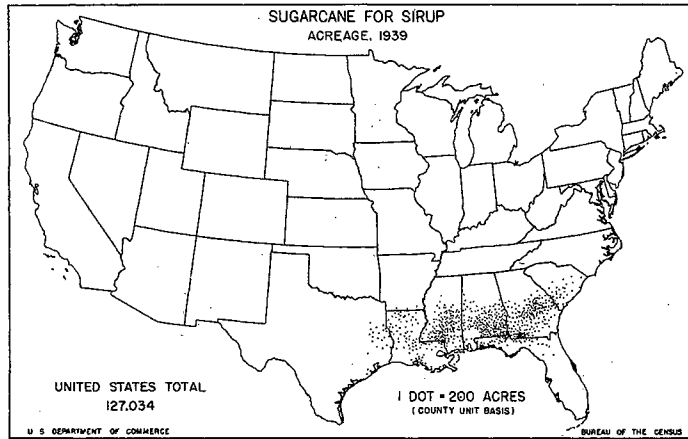 SUGARCANE FOR SIRUP
ACREAGE, 1939
UNITED STATES TOTAL
127,034
1 DOT = 200 ACRES
(COUNTY UNIT BASIS)
U S DEPARTMENT OF COMMERCE
BUREAU OF THE CENSUS